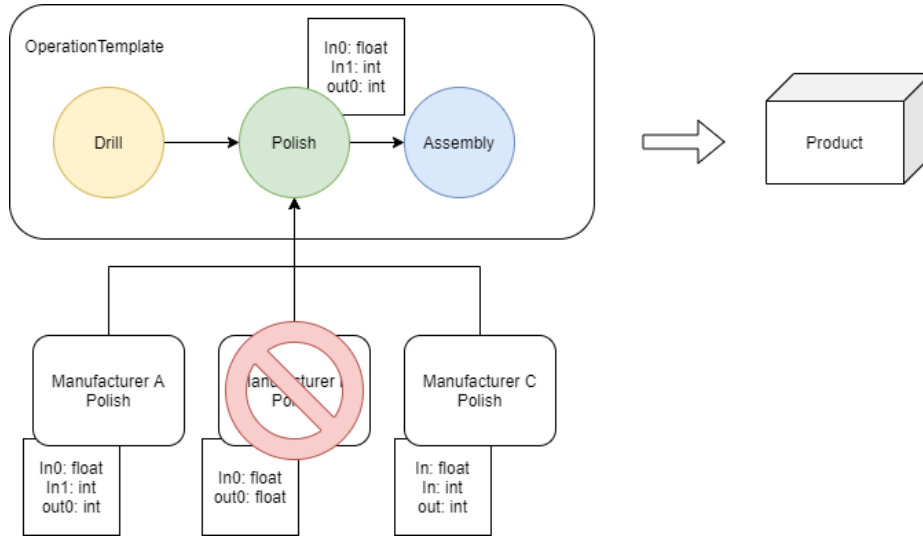 OperationTemplate
In0: float
In1: int
out0: int
Drill
Polish
Assembly
Product
Manufacturer A
Polish
Manufacturer C
Polish
In0: float
In1: int
out0: int
In0: float
out0: float
In: float
In: int
out: int